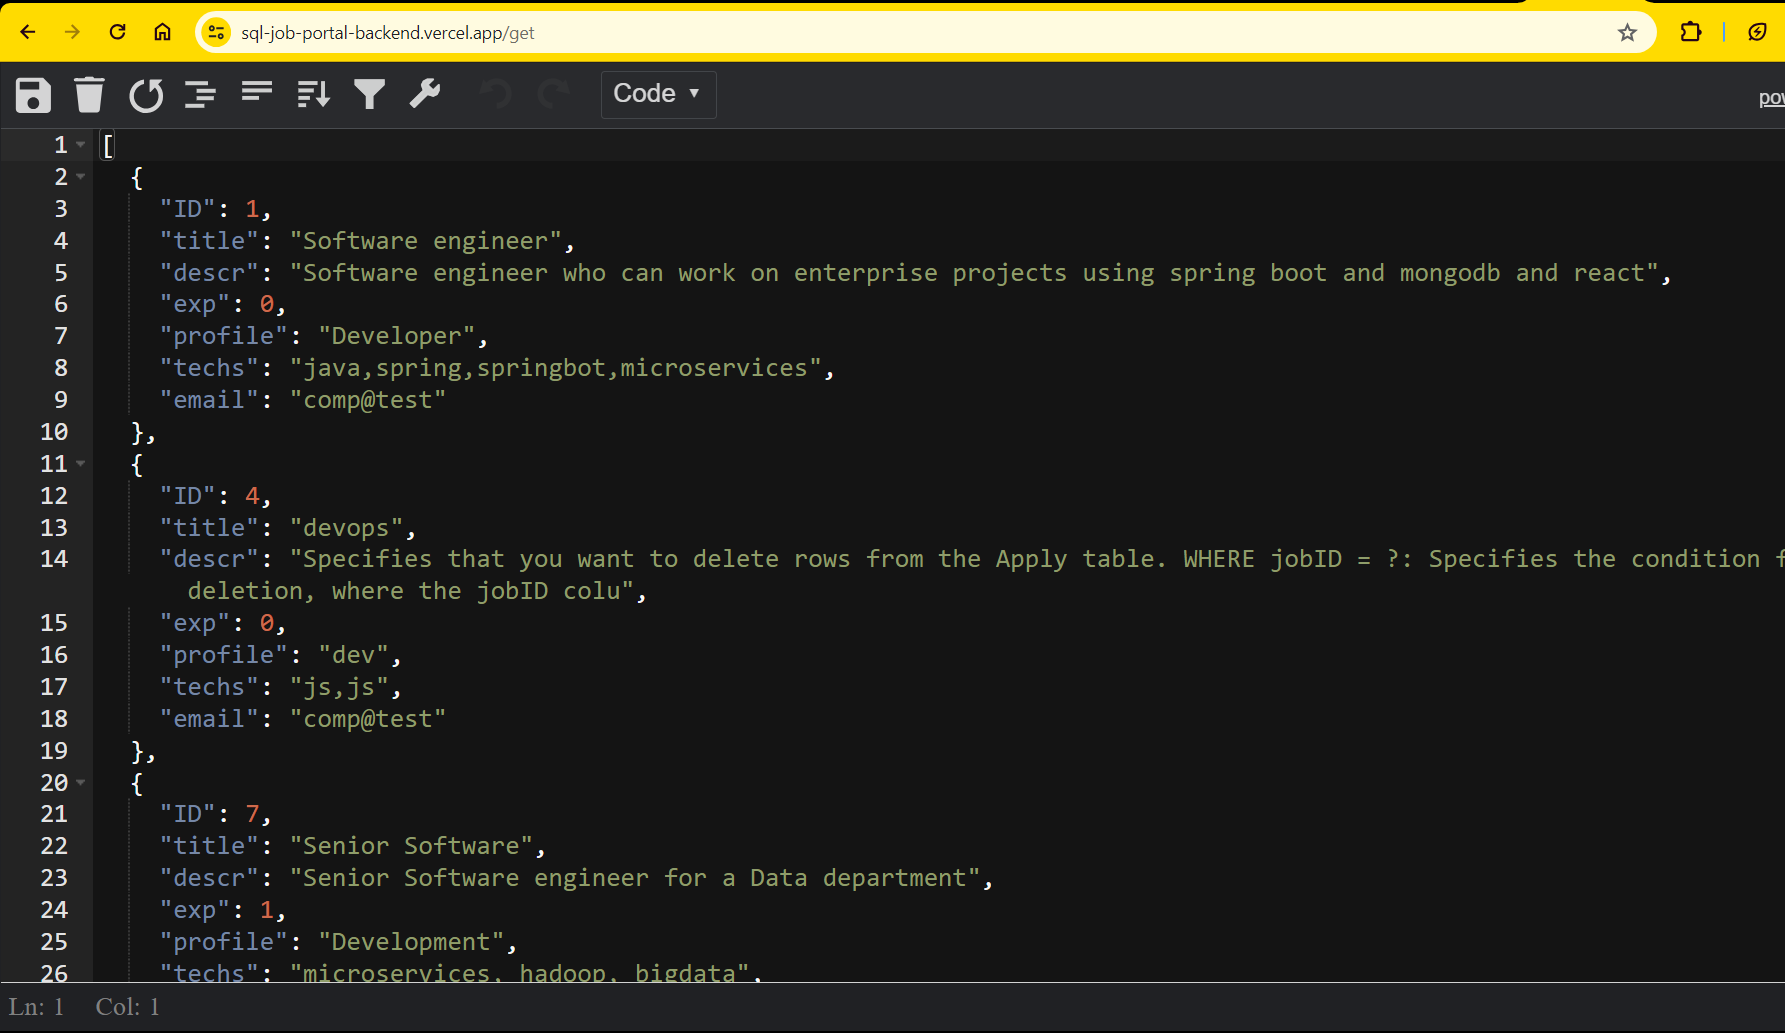 sql-job-portal-backend.vercel.app/get
Code ▼
1 [
2 {
3 "ID": 1,
4 "title": "Software engineer",
5 "descr": "Software engineer who can work on enterprise projects using spring boot and mongodb and react",
6 "exp": 0,
7 "profile": "Developer",
8 "techs": "java,spring,springbot,microservices",
9 "email": "comp@test"
10 },
11 {
12 "ID": 4,
13 "title": "devops",
14 "descr": "Specifies that you want to delete rows from the Apply table. WHERE jobID = ?: Specifies the condition
deletion, where the jobID colu",
15 "exp": 0,
16 "profile": "dev",
17 "techs": "js,js",
18 "email": "comp@test"
19 },
20 {
21 "ID": 7,
22 "title": "Senior Software",
23 "descr": "Senior Software engineer for a Data department",
24 "exp": 1,
25 "profile": "Development",
26 "techs": "microservices, hadoop, bigdata",
Ln: 1 Col: 1